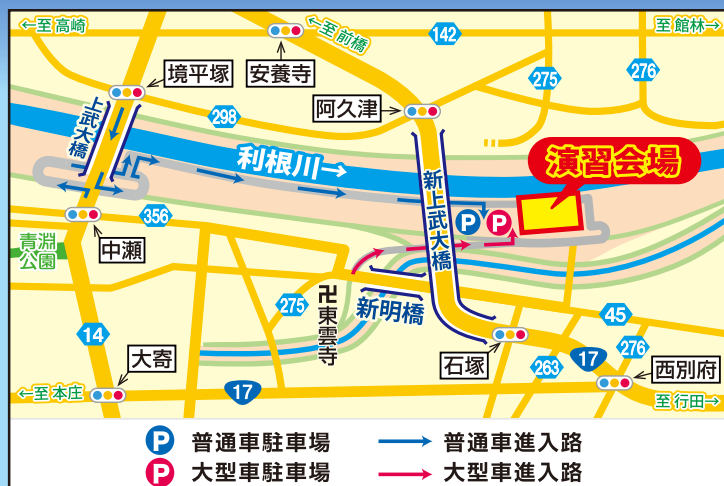 ←至 高崎
←至 前橋
142
至 館林→
境平塚
安養寺
275
276
上武大橋
298
阿久津
利根川→
演習会場
新上武大橋
P
P
青淵
公園
356
中瀬
275
卍東雲寺
新明橋
45
14
大寄
石塚
263
17
276
西別府
←至 本庄
17
至 行田→
P 普通車駐車場 → 普通車進入路
P 大型車駐車場 → 大型車進入路